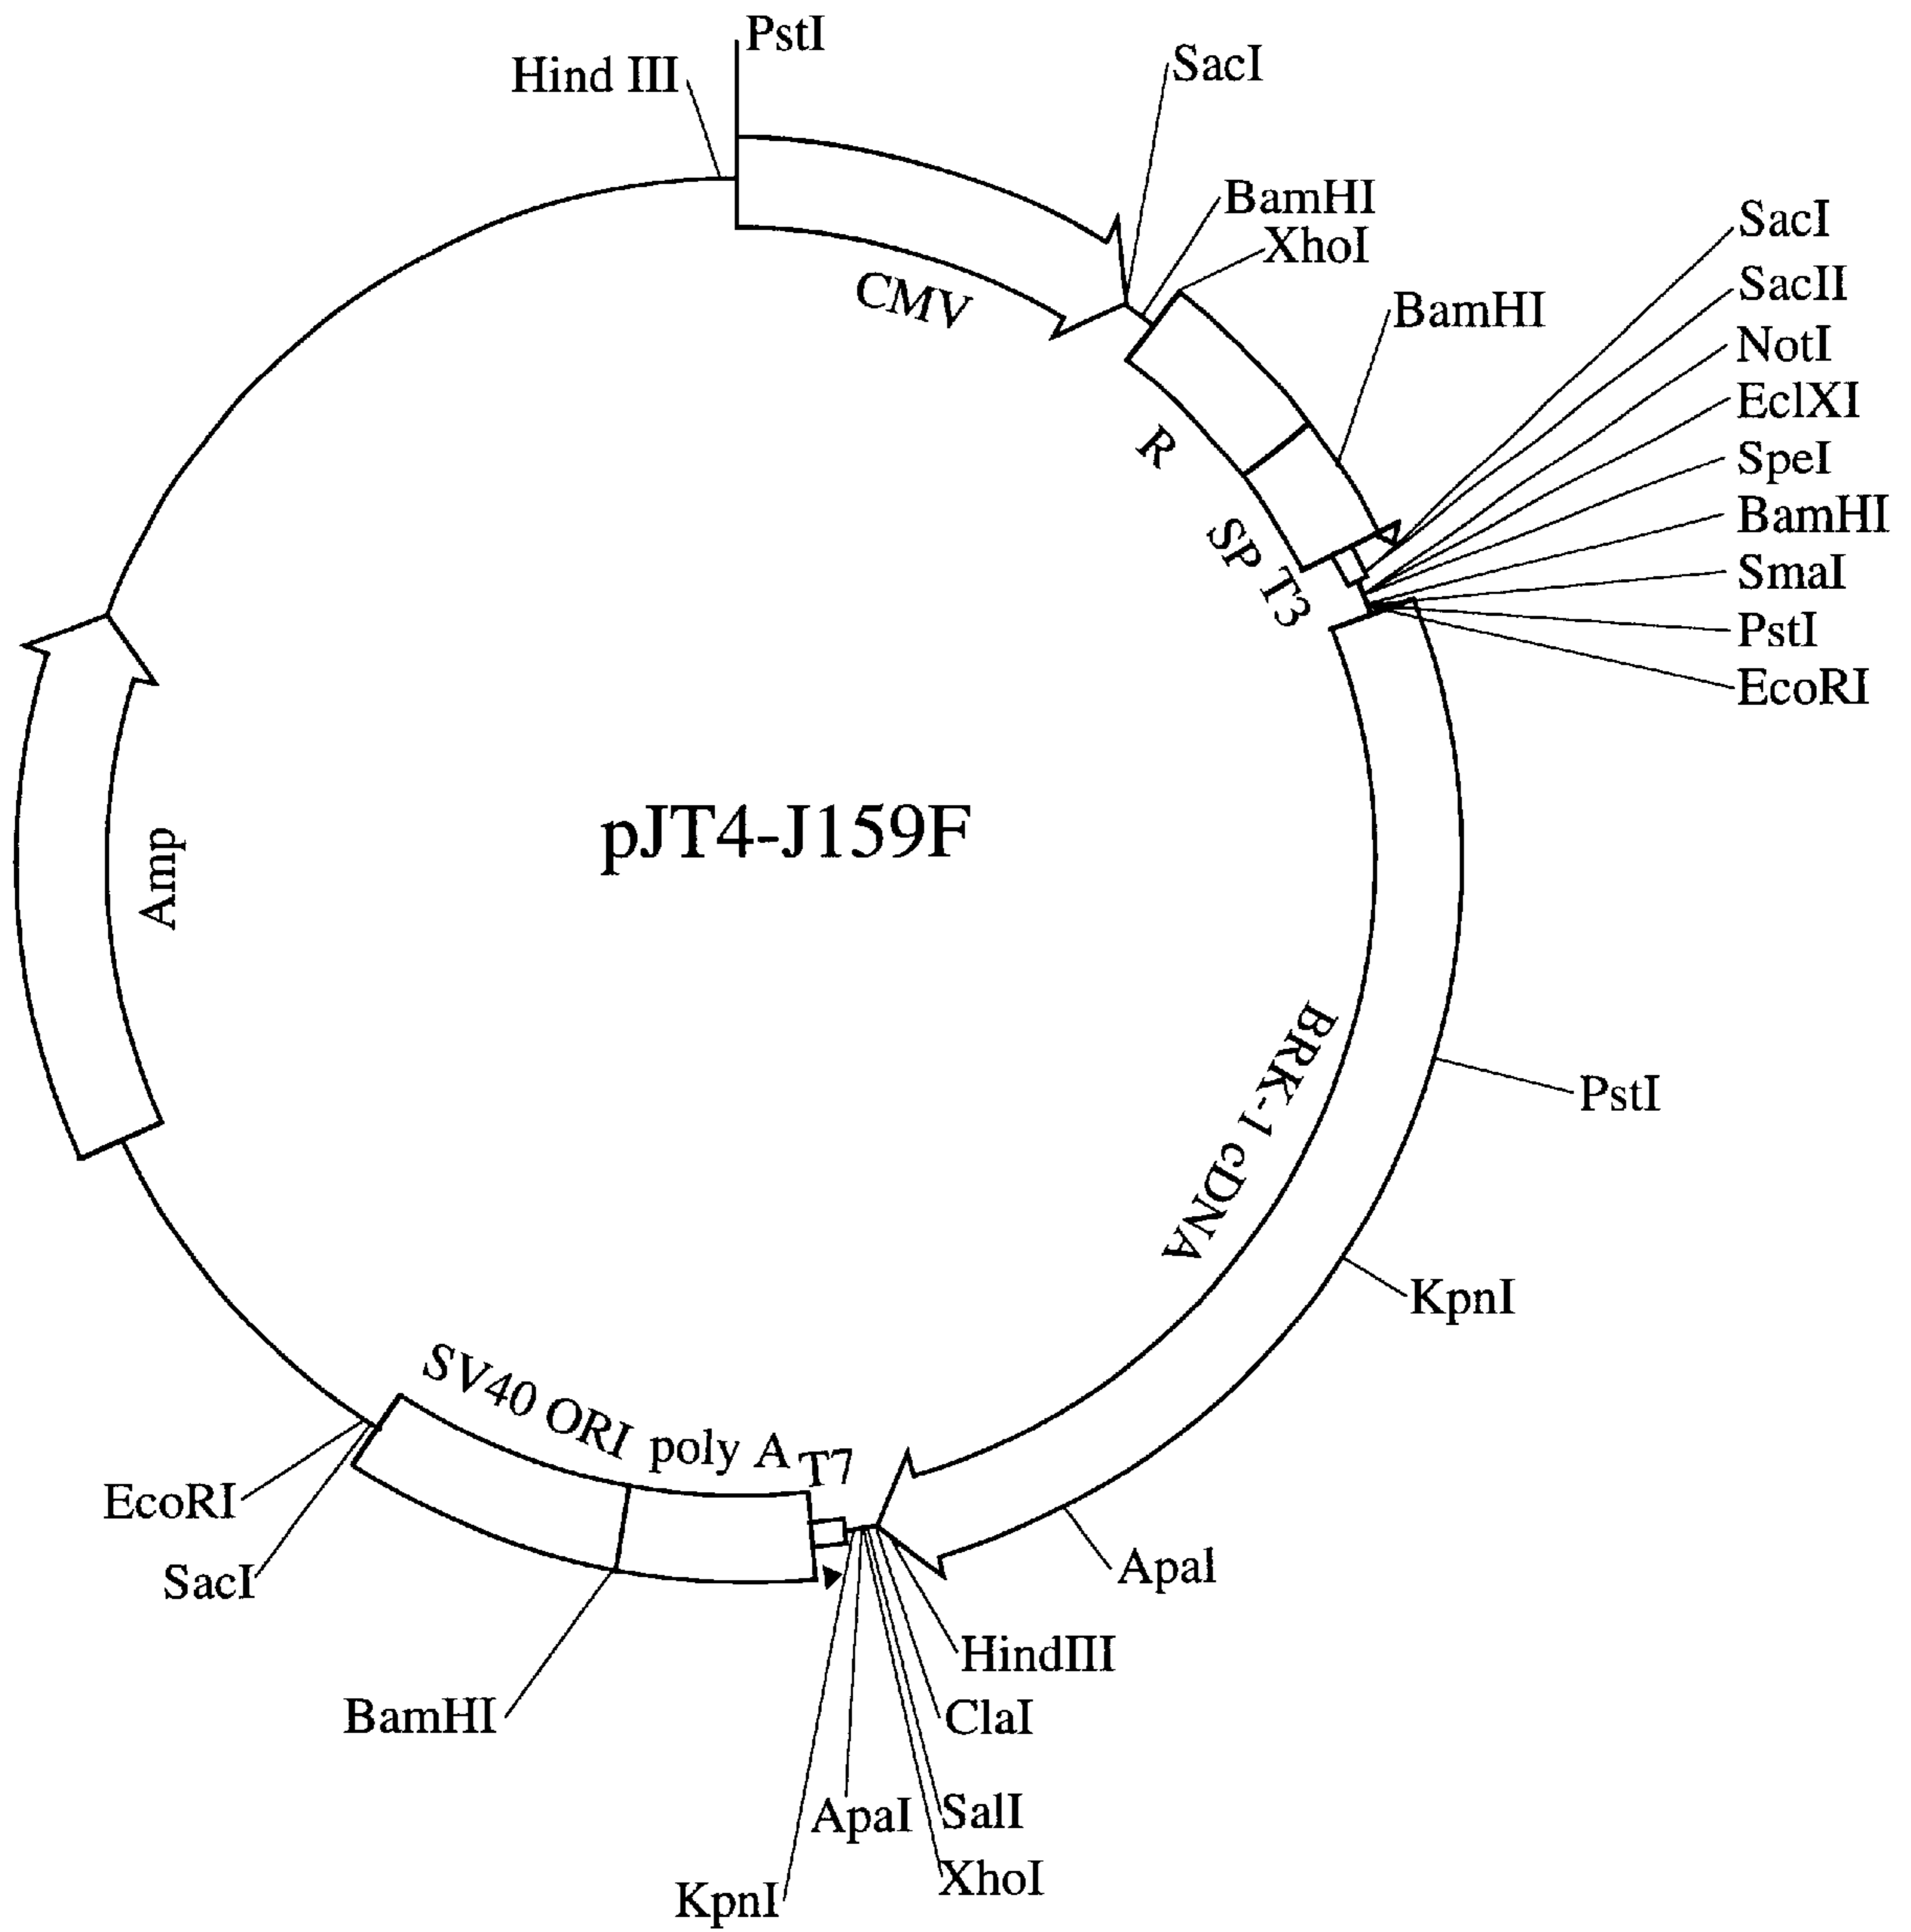 PstI
Hind III
SacI
BamHI
XhoI
BamHI
SacI
SacII
NotI
EclXI
SpeI
BamHI
SmaI
PstI
EcoRI
CMV
R
SP
T3
pJT4-J159F
Amp
BRK-1 cDNA
PstI
KpnI
ApaI
HindIII
ClaI
SalI
XhoI
ApaI
KpnI
T7
poly A
SV40 ORI
BamHI
SacI
EcoRI